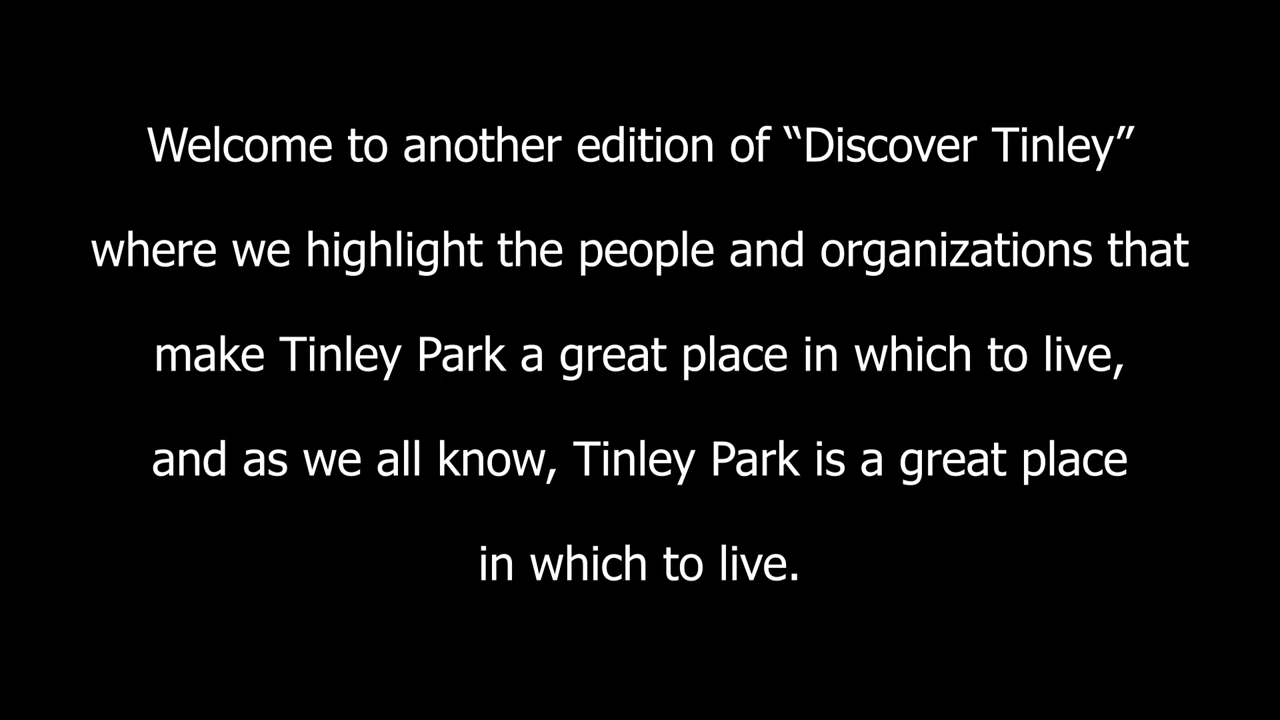 Welcome to another edition of “Discover Tinley”
where we highlight the people and organizations that
make Tinley Park a great place in which to live,
and as we all know, Tinley Park is a great place
in which to live.